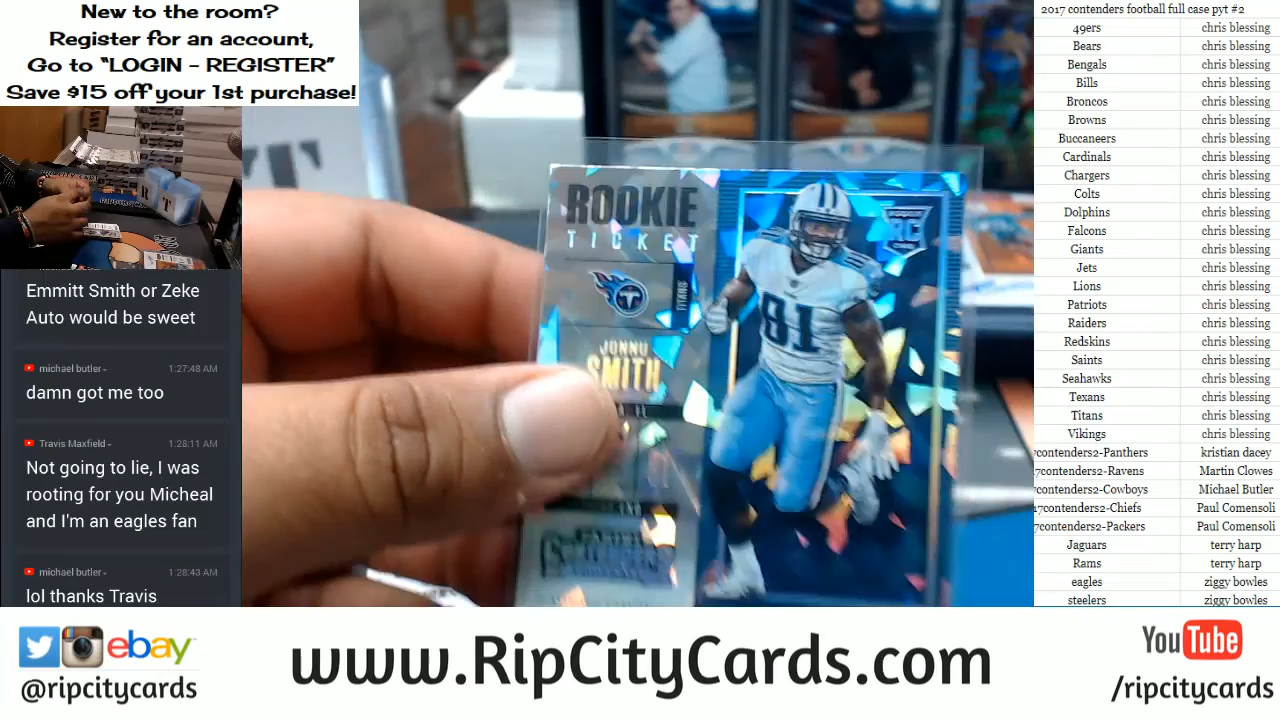 New to the room?
Register for an account,
Go to “LOGIN - REGISTER”
Save $15 off your 1st purchase!
Emmitt Smith or Zeke
Auto would be sweet
michael butler
1:27:48 AM
damn got me too
Travis Maxfield
1:28:11 AM
Not going to lie, I was
rooting for you Micheal
and I'm an eagles fan
michael butler
1:28:43 AM
lol thanks Travis
ROOKIE
TICKET
TITANS
JONNU
SMITH
81
RC
2017 contenders football full case pyt #2
49ers chris blessing
Bears chris blessing
Bengals chris blessing
Bills chris blessing
Broncos chris blessing
Browns chris blessing
Buccaneers chris blessing
Cardinals chris blessing
Chargers chris blessing
Colts chris blessing
Dolphins chris blessing
Falcons chris blessing
Giants chris blessing
Jets chris blessing
Lions chris blessing
Patriots chris blessing
Raiders chris blessing
Redskins chris blessing
Saints chris blessing
Seahawks chris blessing
Texans chris blessing
Titans chris blessing
Vikings chris blessing
7contenders2-Panthers kristian dacey
7contenders2-Ravens Martin Clowes
7contenders2-Cowboys Michael Butler
17contenders2-Chiefs Paul Comensoli
7contenders2-Packers Paul Comensoli
Jaguars terry harp
Rams terry harp
eagles ziggy bowles
steelers ziggy bowles
ebay
@ripcitycards
www.RipCityCards.com
YouTube
/ripcitycards